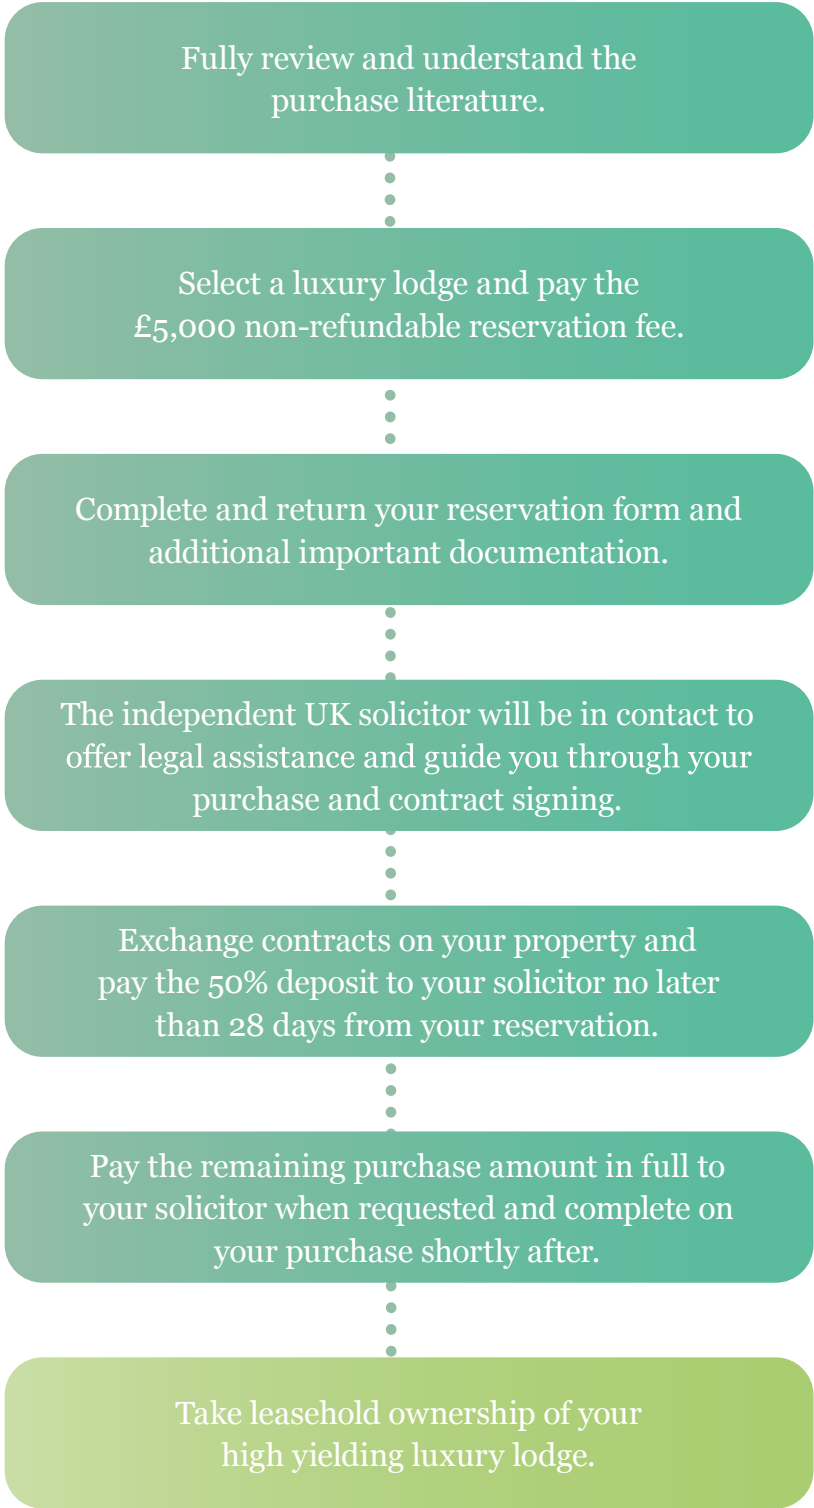 Fully review and understand the
purchase literature.
Select a luxury lodge and pay the
£5,000 non-refundable reservation fee.
Complete and return your reservation form and
additional important documentation.
The independent UK solicitor will be in contact to
offer legal assistance and guide you through your
purchase and contract signing.
Exchange contracts on your property and
pay the 50% deposit to your solicitor no later
than 28 days from your reservation.
Pay the remaining purchase amount in full to
your solicitor when requested and complete on
your purchase shortly after.
Take leasehold ownership of your
high yielding luxury lodge.